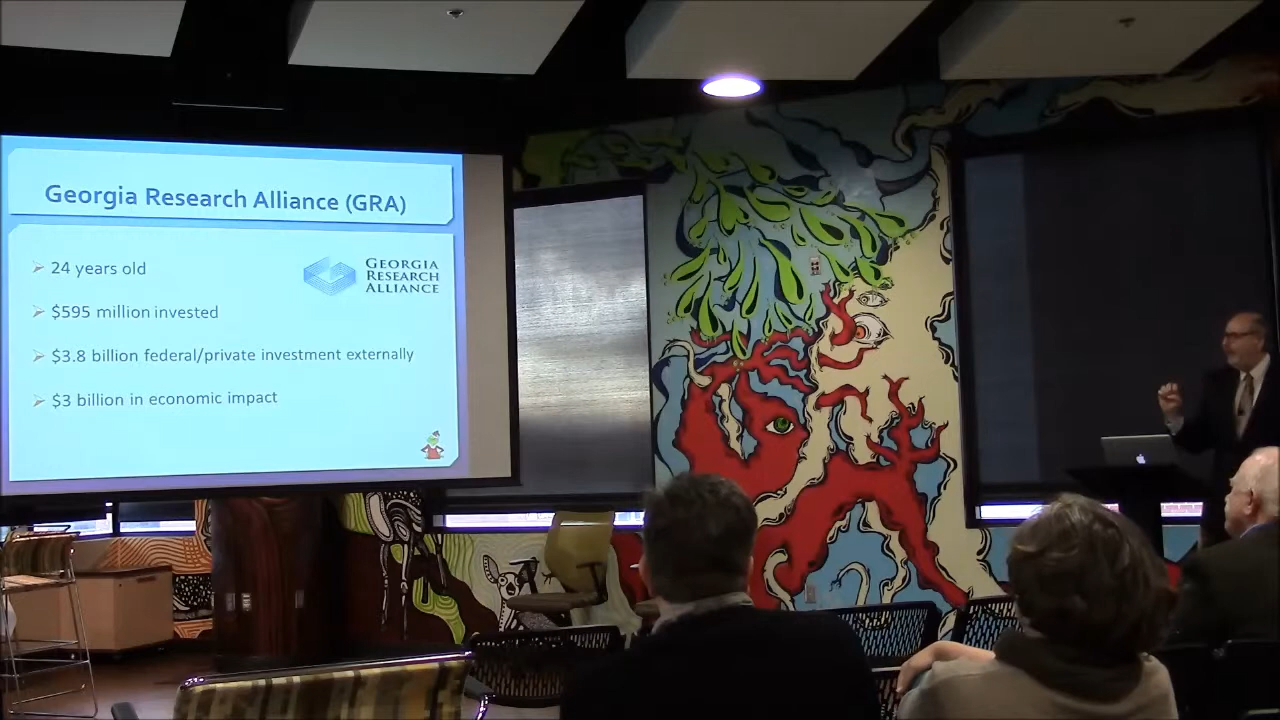 Georgia Research Alliance (GRA)
24 years old
GEORGIA
RESEARCH
ALLIANCE
$595 million invested
$3.8 billion federal/private investment externally
$3 billion in economic impact